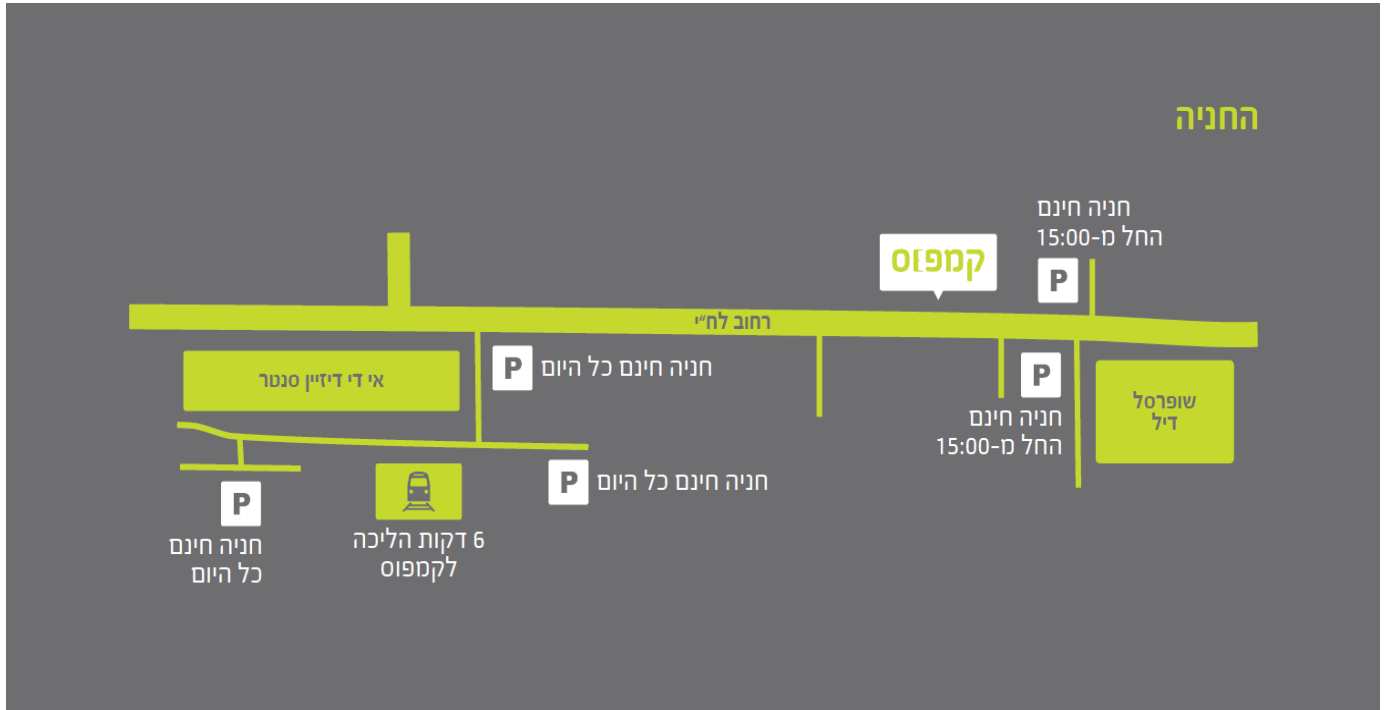 החניה
חניה חינם
החל מ-15:00
P
קמפוס
רחוב לח"י
P
חניה חינם
החל מ-15:00
שופרסל
דיל
P חניה חינם כל היום
אי די דיזיין סנטר
P חניה חינם כל היום
6 דקות הליכה
לקמפוס
P
חניה חינם
כל היום